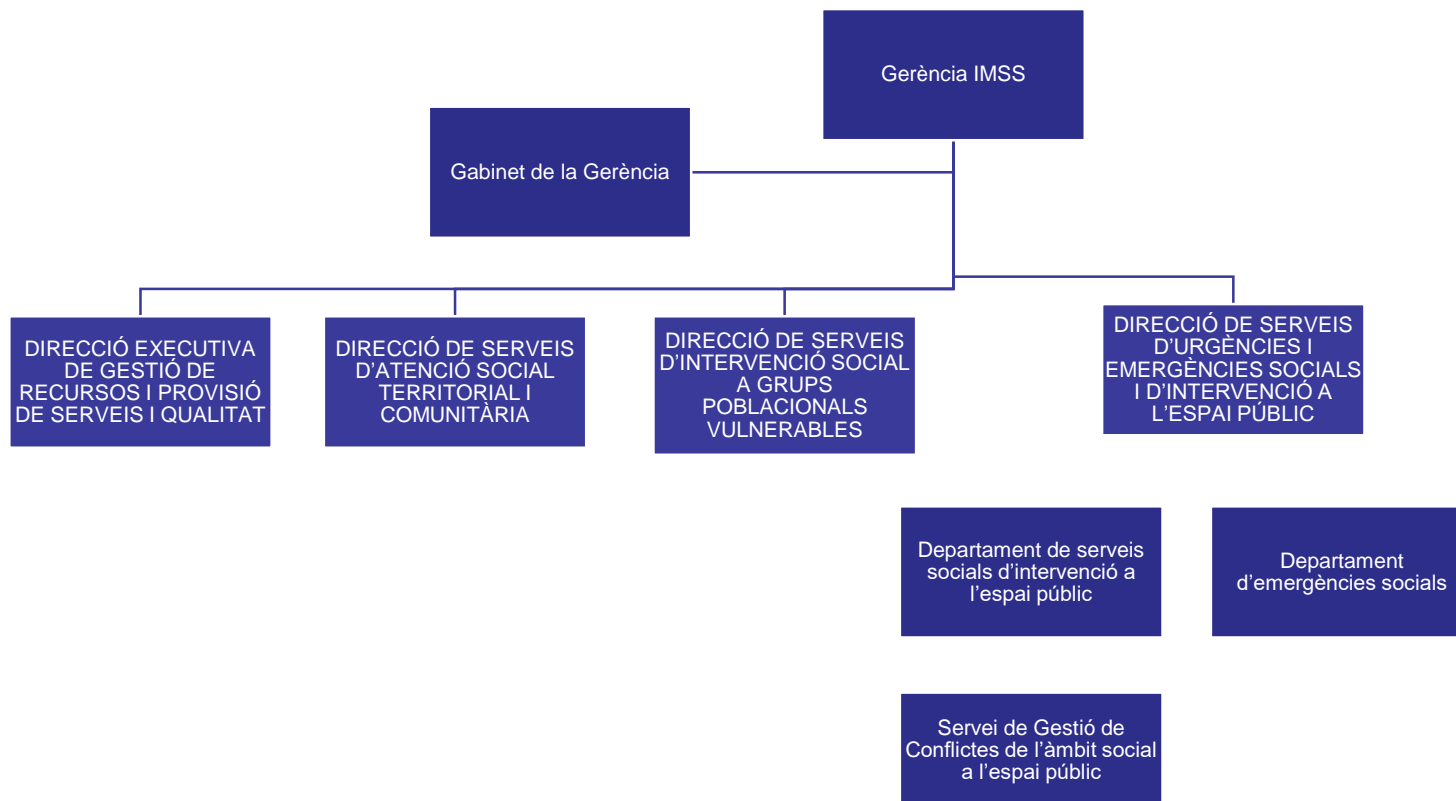 Gerència IMSS
Gabinet de la Gerència
DIRECCIÓ EXECUTIVA
DE GESTIÓ DE
RECURSOS I PROVISIÓ
DE SERVEIS I QUALITAT
DIRECCIÓ DE SERVEIS
D’ATENCIÓ SOCIAL
TERRITORIAL I
COMUNITÀRIA
DIRECCIÓ DE SERVEIS
D’INTERVENCIÓ SOCIAL
A GRUPS
POBLACIONALS
VULNERABLES
DIRECCIÓ DE SERVEIS
D’URGÈNCIES I
EMERGÈNCIES SOCIALS
I D’INTERVENCIÓ A
L’ESPAI PÚBLIC
Departament de serveis
socials d’intervenció a
l’espai públic
Departament
d’emergències socials
Servei de Gestió de
Conflictes de l’àmbit social
a l’espai públic